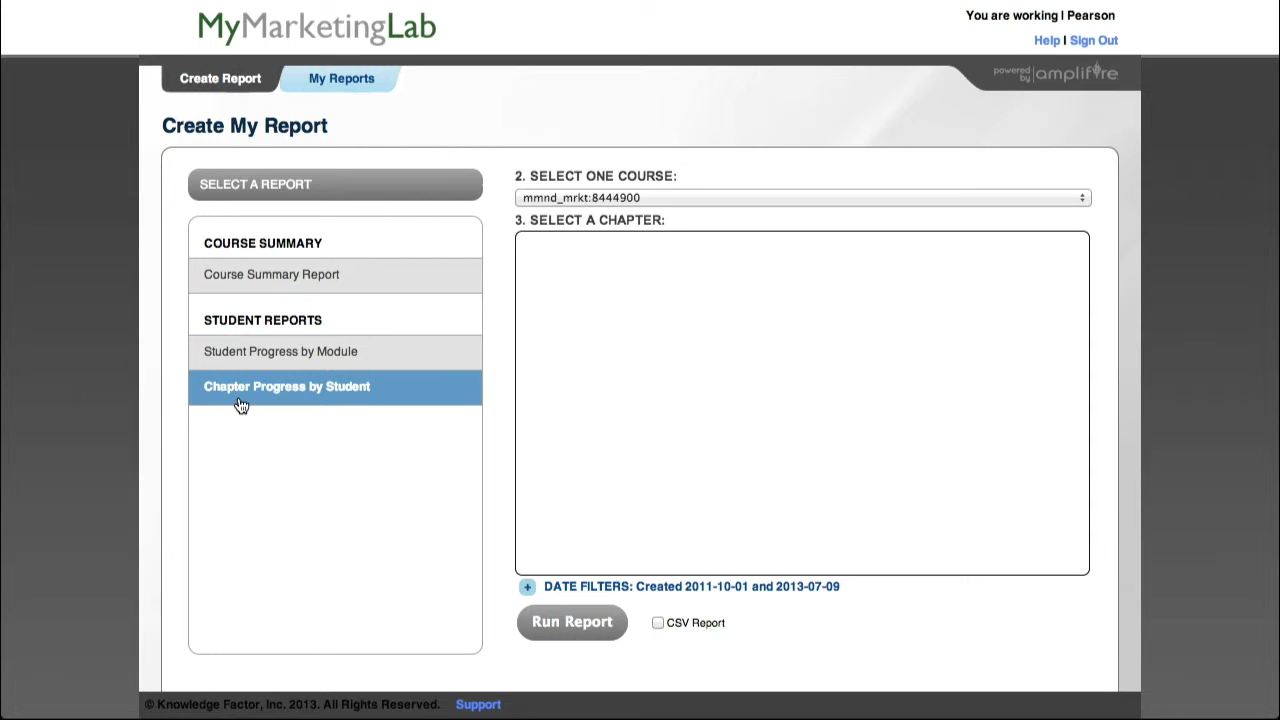 MyMarketingLab
You are working | Pearson
Help | Sign Out
Create Report
My Reports
powered by amplifire
Create My Report
SELECT A REPORT
COURSE SUMMARY
Course Summary Report
STUDENT REPORTS
Student Progress by Module
Chapter Progress by Student
2. SELECT ONE COURSE:
mmnd_mrkt:8444900
3. SELECT A CHAPTER:
+ DATE FILTERS: Created 2011-10-01 and 2013-07-09
Run Report
CSV Report
© Knowledge Factor, Inc. 2013. All Rights Reserved. Support